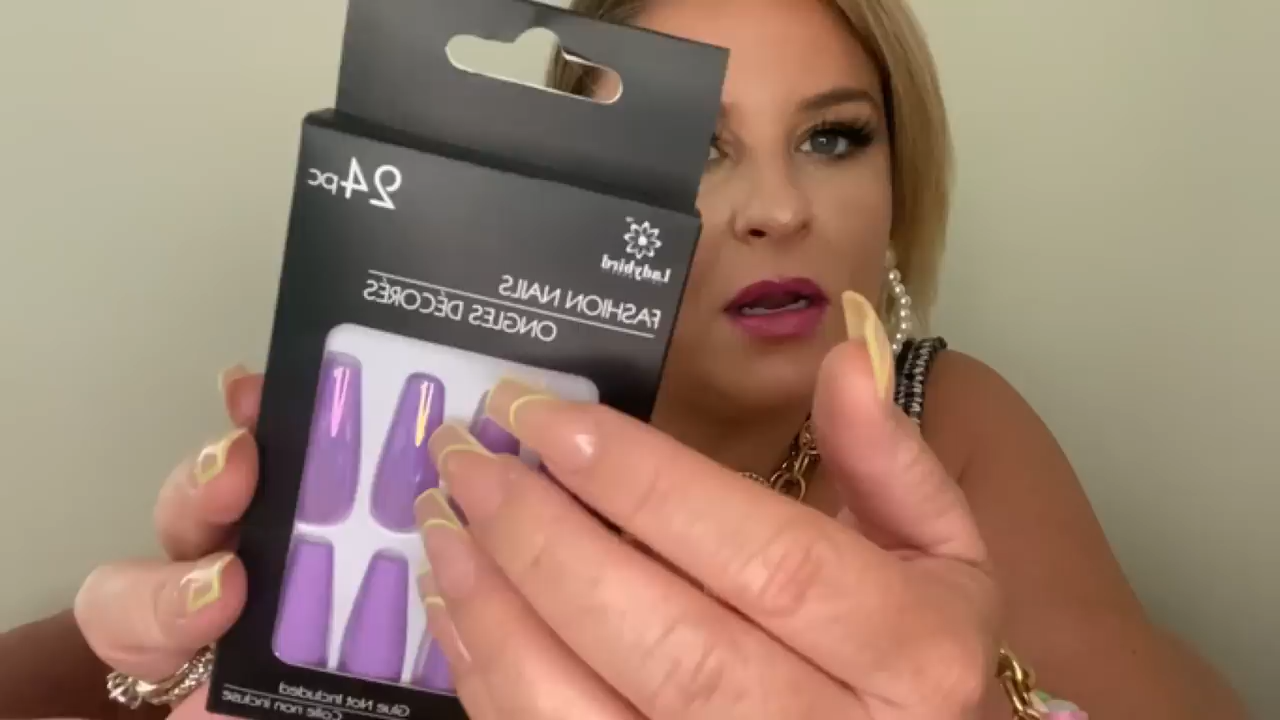 24pc
Ladybird
FASHION NAILS
ONGLES DÉCORÉS
Glue Not Included
Colle non incluse